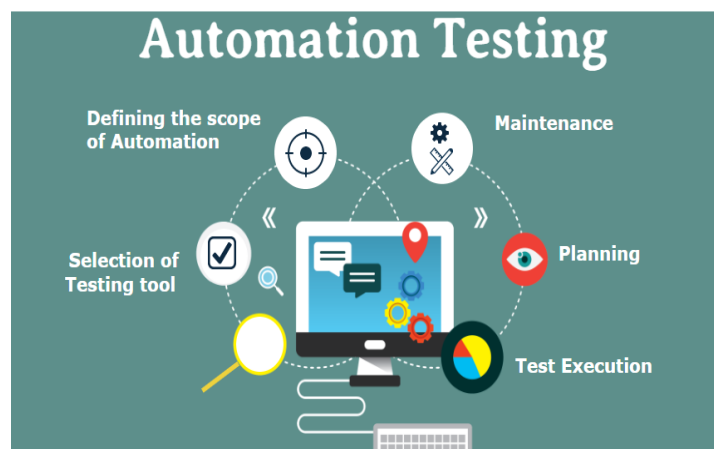 Automation Testing
Defining the scope
of Automation
Maintenance
Selection of
Testing tool
Planning
Test Execution